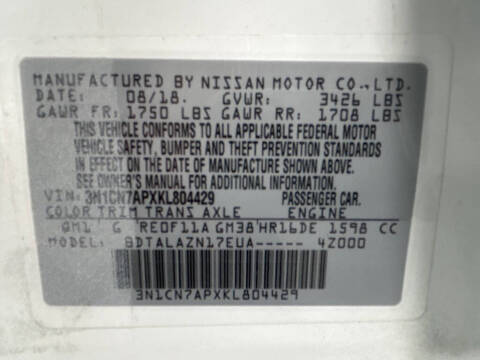 MANUFACTURED BY NISSAN MOTOR CO.,LTD.
DATE: 08/18. GVWR: 3426 LBS
GAWR FR: 1750 LBS GAWR RR: 1708 LBS
THIS VEHICLE CONFORMS TO ALL APPLICABLE FEDERAL MOTOR
VEHICLE SAFETY, BUMPER AND THEFT PREVENTION STANDARDS
IN EFFECT ON THE DATE OF MANUFACTURE SHOWN ABOVE.
SEE OWNER'S MANUAL FOR ADDITIONAL INFORMATION.
VIN: 3N1CN7APXKL804429 PASSENGER CAR.
COLOR TRIM TRANS AXLE ENGINE
QM1 G RE0F11A GM38 HR16DE 1598 CC
MODEL: BDTALAZN17EUA----- 4Z000
3N1CN7APXKL804429